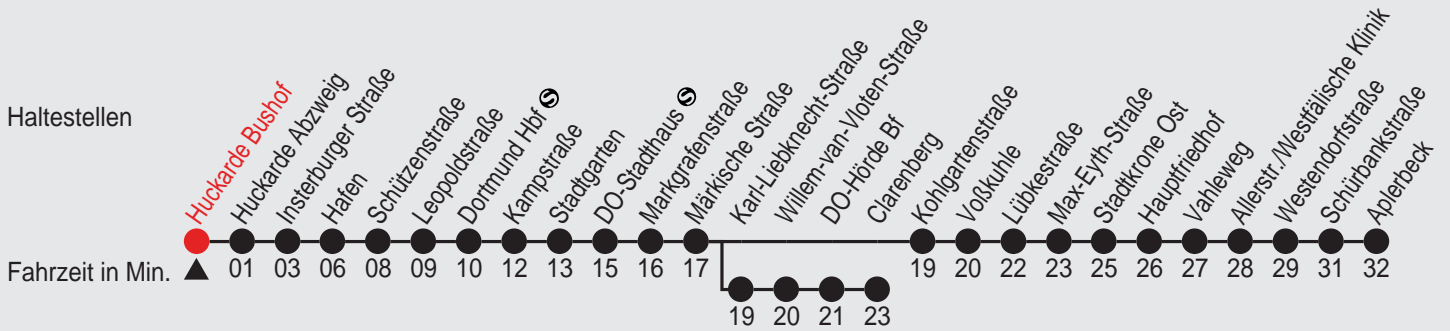 Haltestellen
Huckarde Bushof
Huckarde Abzweig
Insterburger Straße
Hafen
Schützenstraße
Leopoldstraße
Dortmund Hbf S
Kampstraße
Stadtgarten
DO-Stadthaus S
Markgrafenstraße
Märkische Straße
Karl-Liebknecht-Straße
Willem-van-Vloten-Straße
DO-Hörde Bf
Clarenberg
Kohlgartenstraße
Voßkuhle
Lübkestraße
Max-Eyth-Straße
Stadtkrone Ost
Hauptfriedhof
Vahleweg
Allerstr./Westfälische Klinik
Westendorfstraße
Schürbankstraße
Aplerbeck
Fahrzeit in Min. 01 03 06 08 09 10 12 13 15 16 17 19 20 22 23 25 26 27 28 29 31 32
19 20 21 23